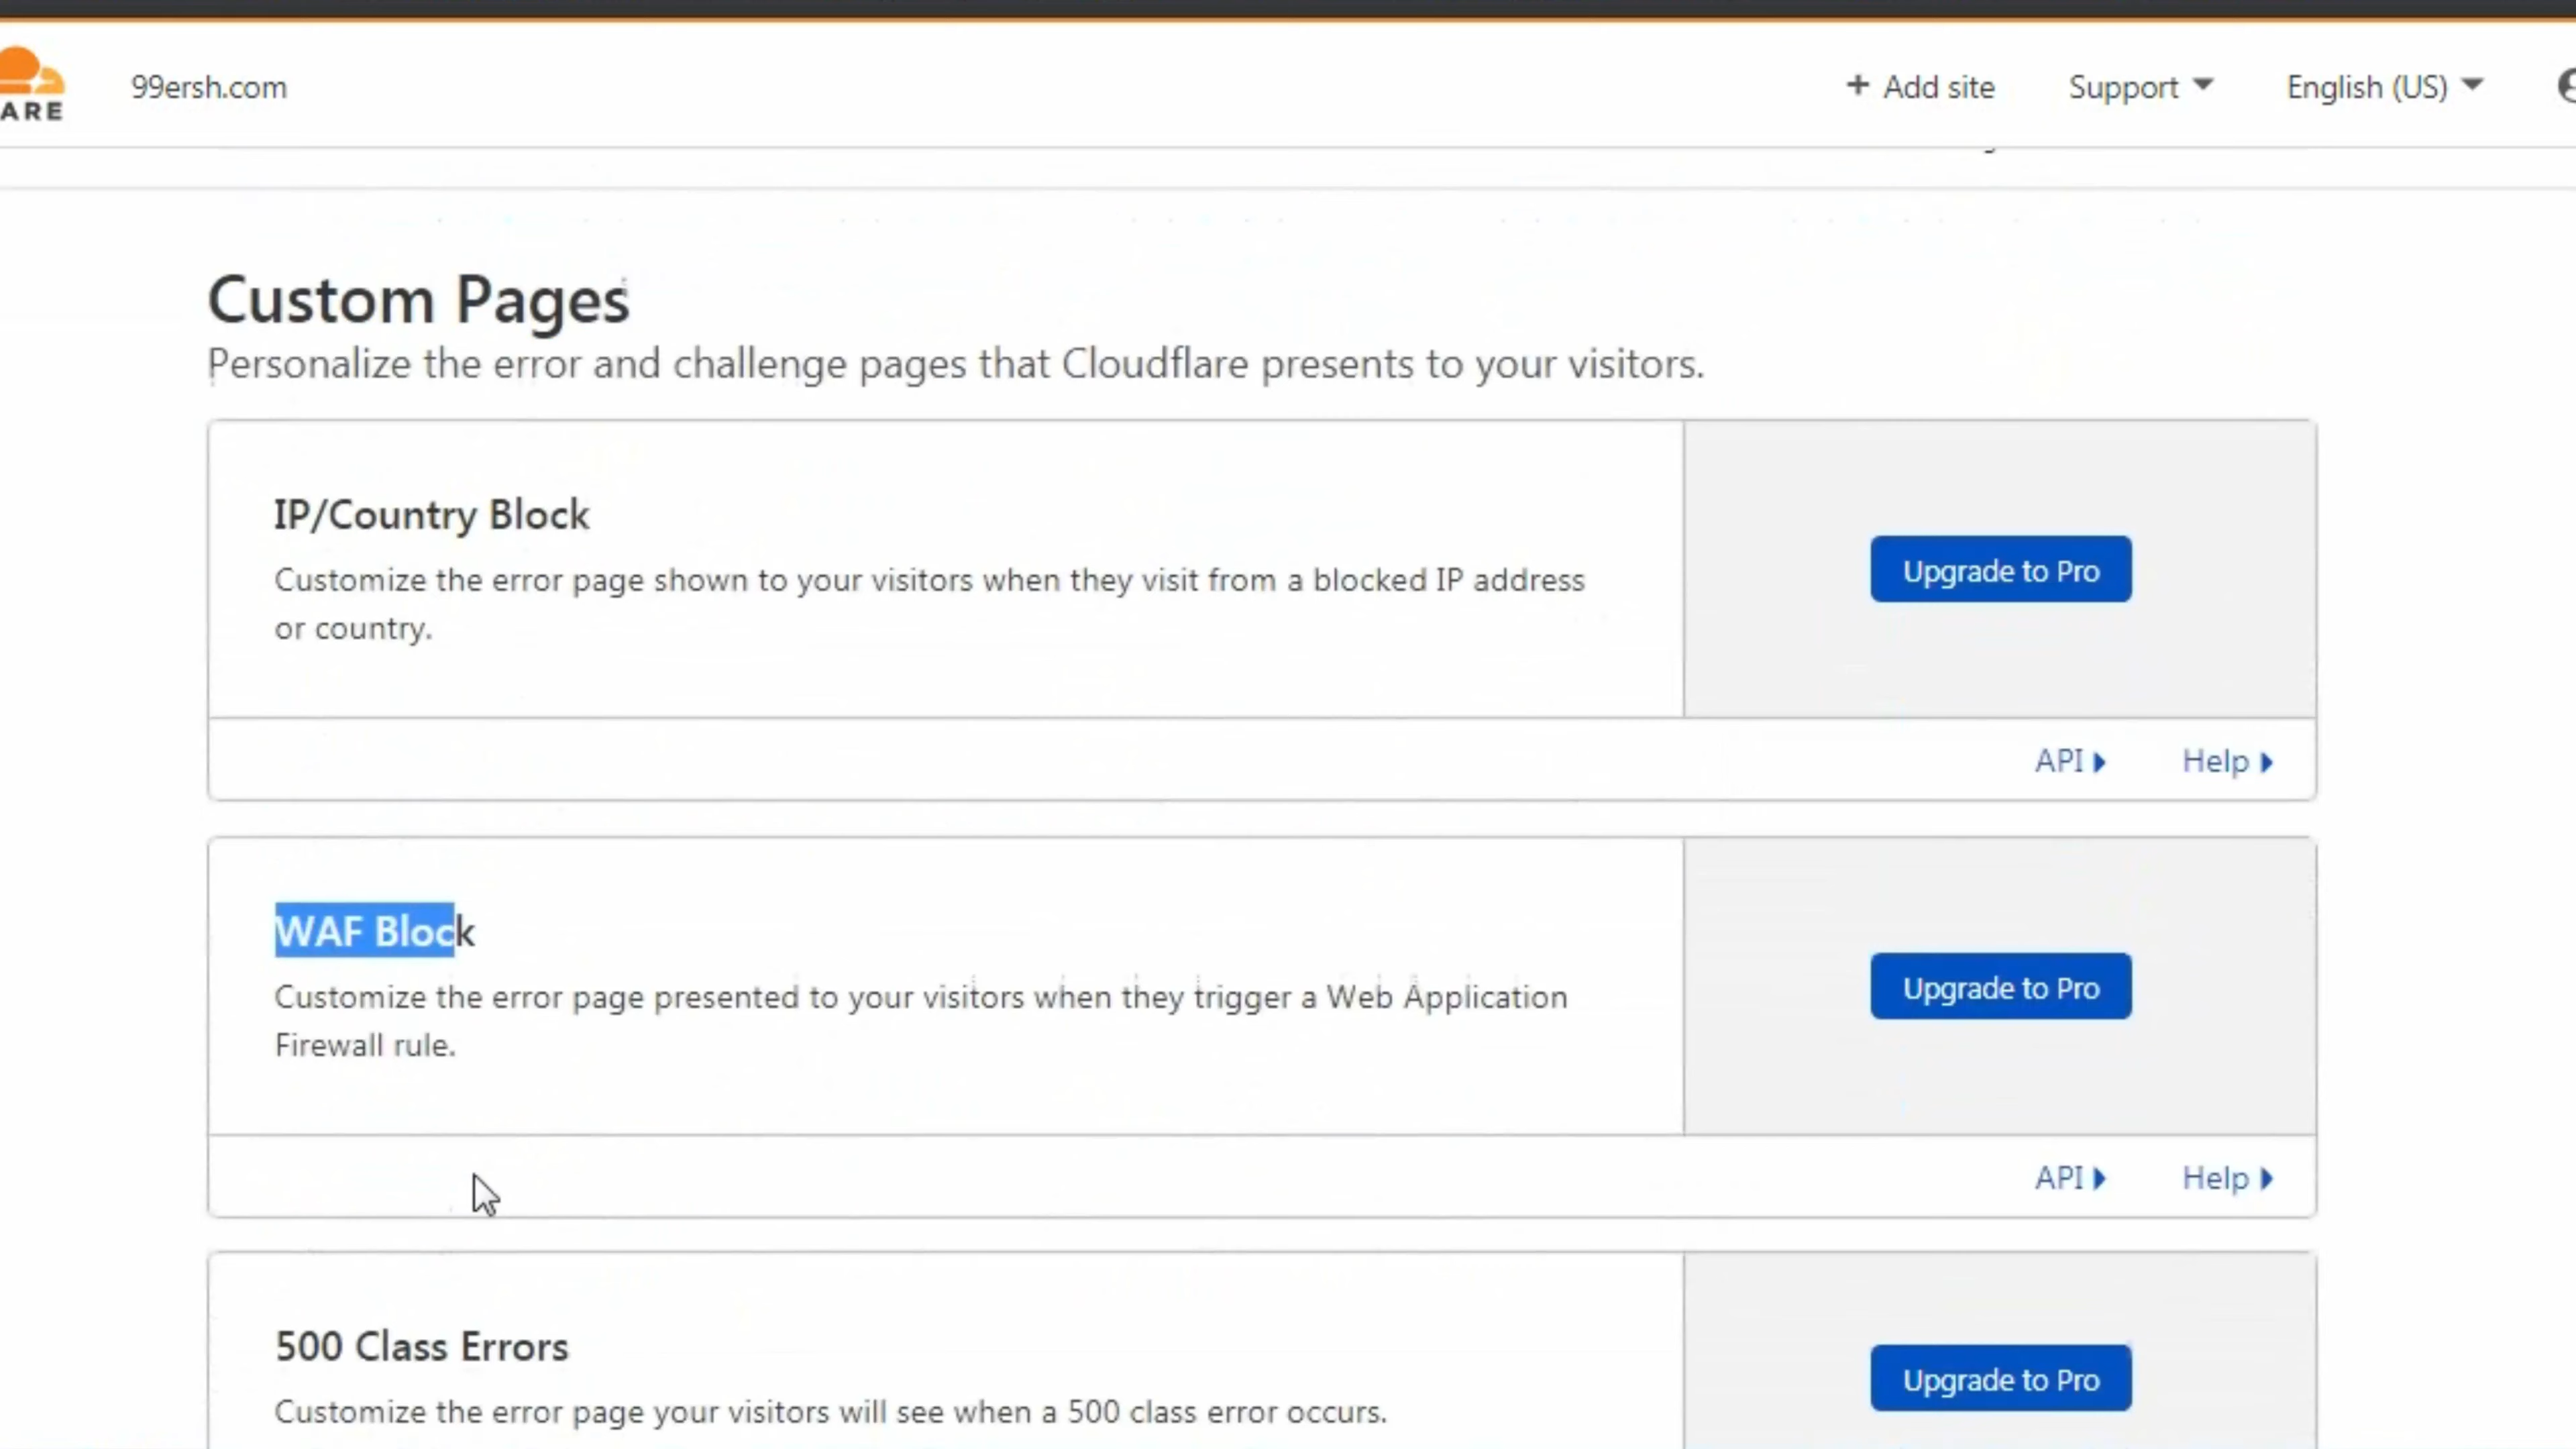 ARE
99ersh.com
+ Add site
Support
English (US)
Custom Pages
Personalize the error and challenge pages that Cloudflare presents to your visitors.
IP/Country Block
Customize the error page shown to your visitors when they visit from a blocked IP address
or country.
Upgrade to Pro
API
Help
WAF Block
Customize the error page presented to your visitors when they trigger a Web Application
Firewall rule.
Upgrade to Pro
API
Help
500 Class Errors
Customize the error page your visitors will see when a 500 class error occurs.
Upgrade to Pro